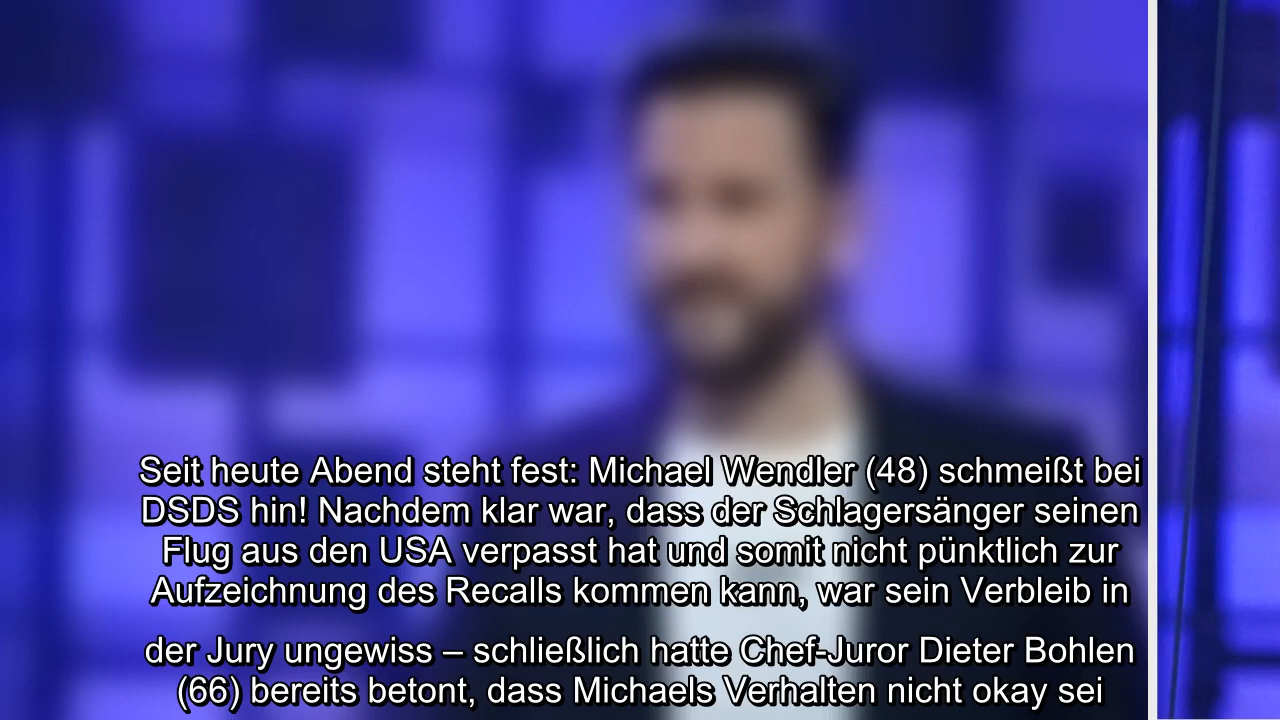 Seit heute Abend steht fest: Michael Wendler (48) schmeißt bei
DSDS hin! Nachdem klar war, dass der Schlagersänger seinen
Flug aus den USA verpasst hat und somit nicht pünktlich zur
Aufzeichnung des Recalls kommen kann, war sein Verbleib in
der Jury ungewiss – schließlich hatte Chef-Juror Dieter Bohlen
(66) bereits betont, dass Michaels Verhalten nicht okay sei